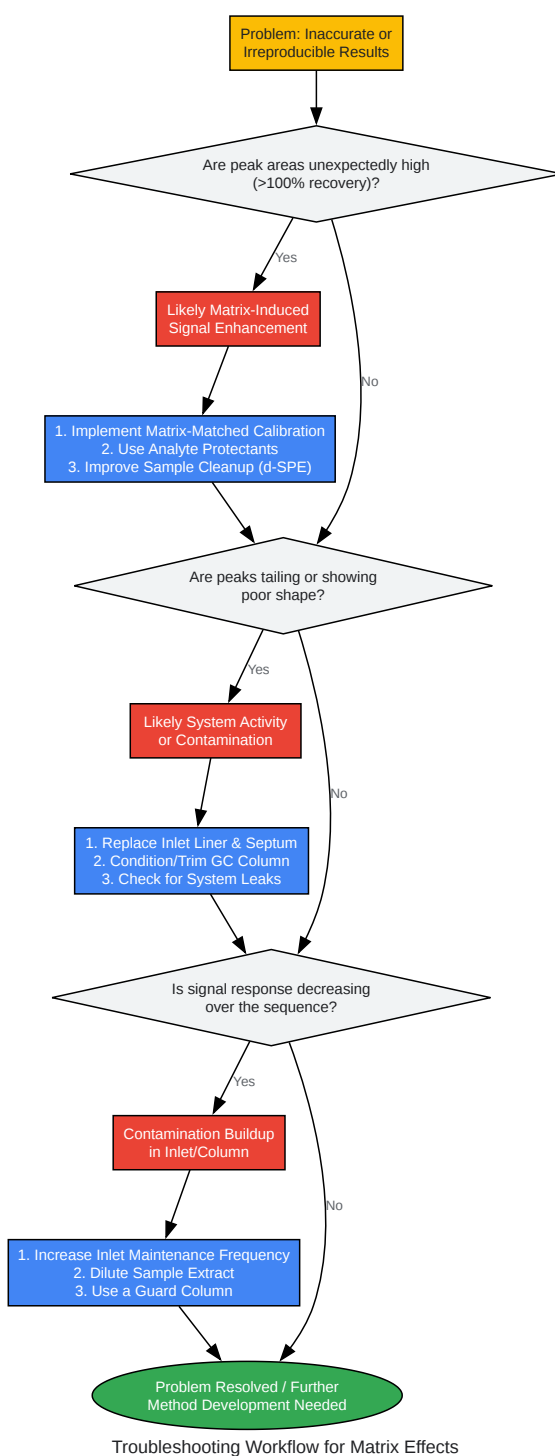 Problem: Inaccurate or
Irreproducible Results
Are peak areas unexpectedly high
(>100% recovery)?
Yes
Likely Matrix-Induced
Signal Enhancement
No
1. Implement Matrix-Matched Calibration
2. Use Analyte Protectants
3. Improve Sample Cleanup (d-SPE)
Are peaks tailing or showing
poor shape?
Yes
Likely System Activity
or Contamination
No
1. Replace Inlet Liner & Septum
2. Condition/Trim GC Column
3. Check for System Leaks
Is signal response decreasing
over the sequence?
Yes
Contamination Buildup
in Inlet/Column
No
1. Increase Inlet Maintenance Frequency
2. Dilute Sample Extract
3. Use a Guard Column
Problem Resolved / Further
Method Development Needed
Troubleshooting Workflow for Matrix Effects